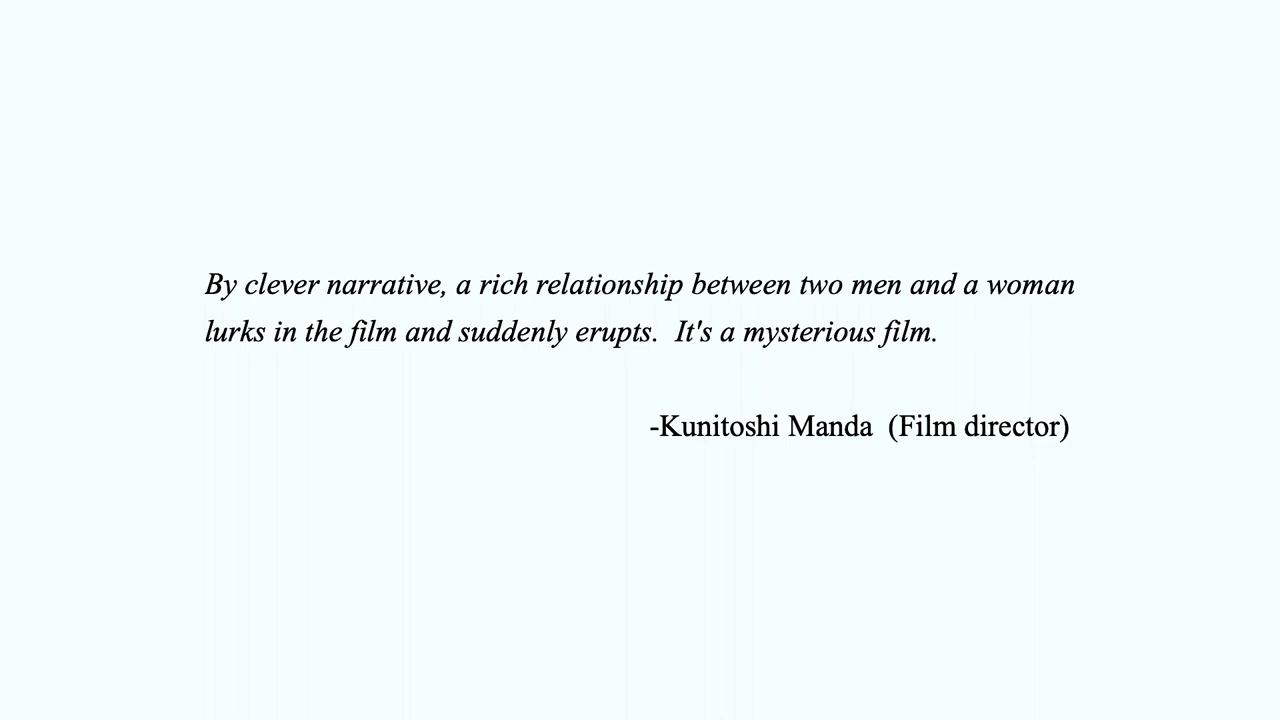 By clever narrative, a rich relationship between two men and a woman
lurks in the film and suddenly erupts.  It's a mysterious film.
-Kunitoshi Manda  (Film director)